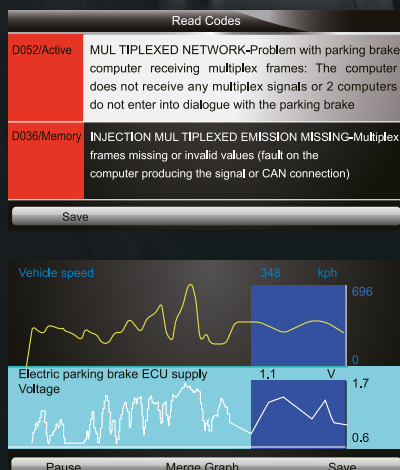 Read Codes
D052/Active MUL TIPLEXED NETWORK-Problem with parking brake
computer receiving multiplex frames: The computer
does not receive any multiplex signals or 2 computers
do not enter into dialogue with the parking brake
D036/Memory INJECTION MUL TIPLEXED EMISSION MISSING-Multiplex
frames missing or invalid values (fault on the
computer producing the signal or CAN connection)
Save
Vehicle speed 348 kph
696
0
Electric parking brake ECU supply 1.1 V
Voltage
1.7
0.6
Pause Merge Graph Save